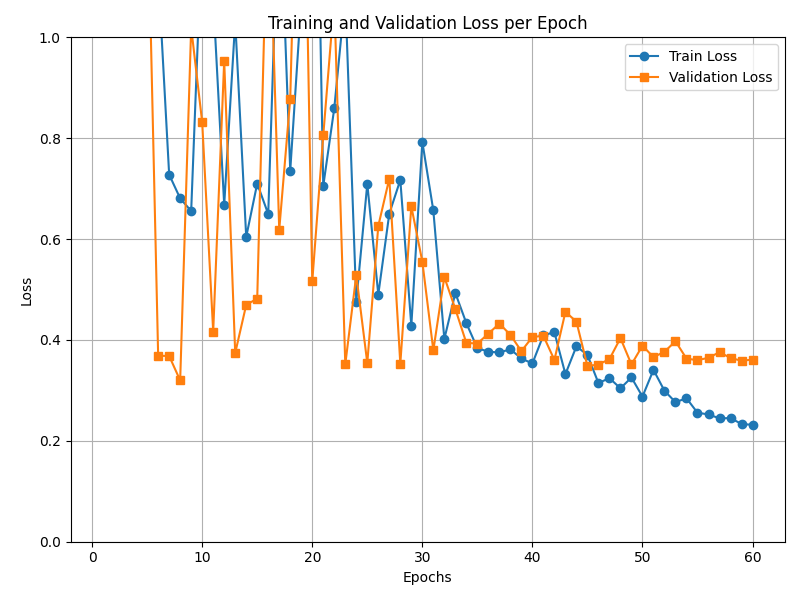 Training and Validation Loss per Epoch
Train Loss
Validation Loss
1.0
0.8
0.6
0.4
0.2
0.0
Loss
0 10 20 30 40 50 60
Epochs